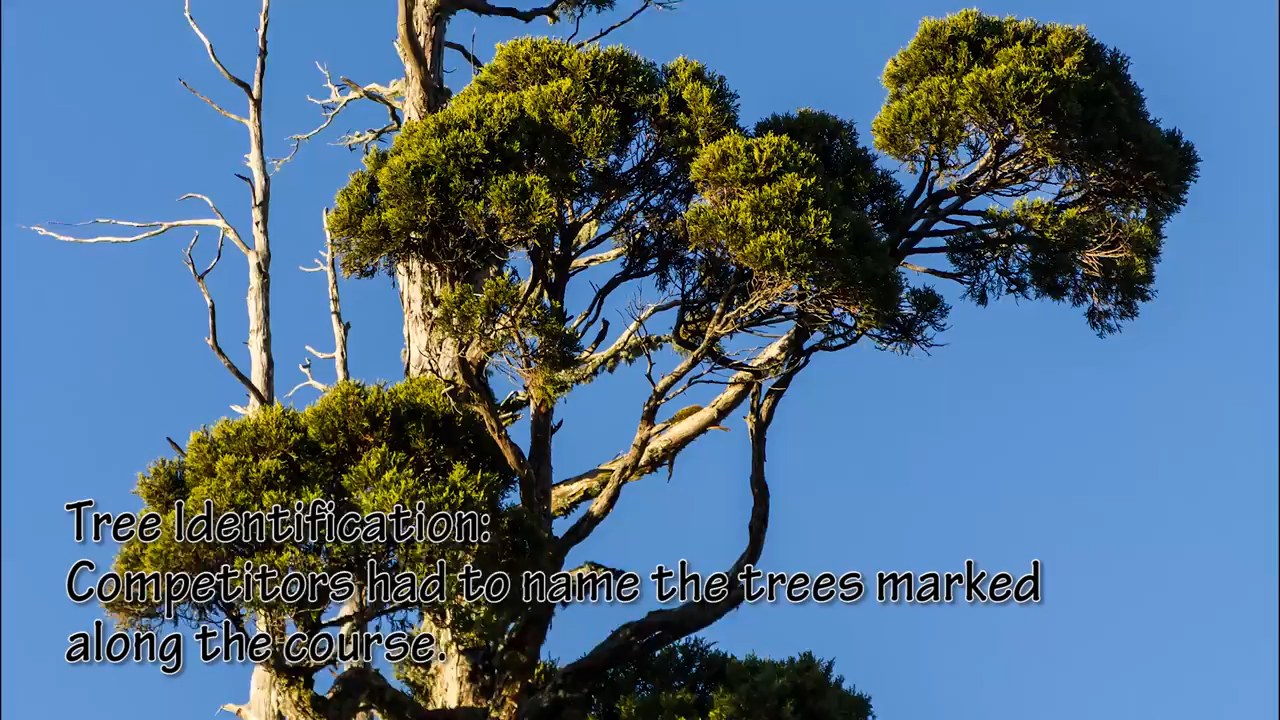 Tree Identification:
Competitors had to name the trees marked
along the course.